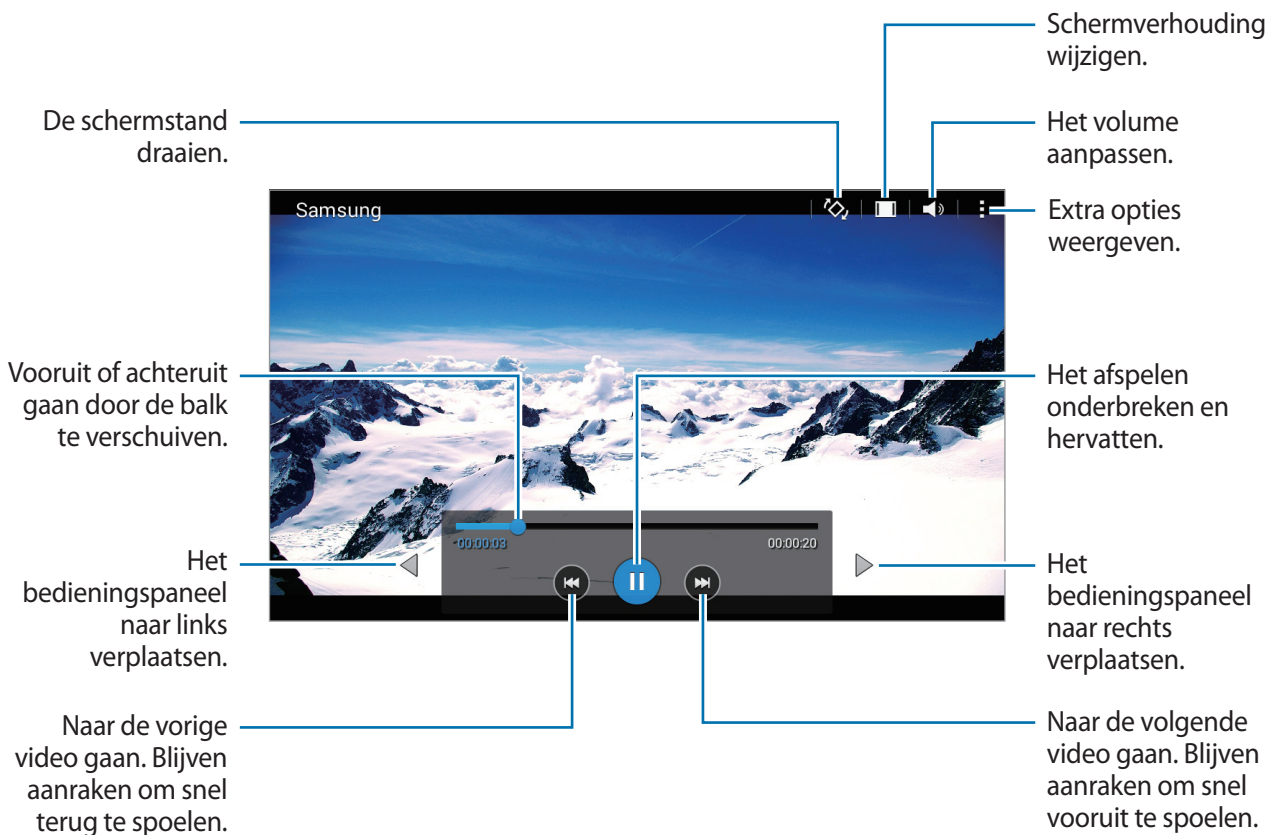 Schermverhouding
wijzigen.
De schermstand
draaien.
Het volume
aanpassen.
Samsung
Extra opties
weergeven.
Vooruit of achteruit
gaan door de balk
te verschuiven.
Het afspelen
onderbreken en
hervatten.
00:00:03
00:00:20
Het
bedieningspaneel
naar links
verplaatsen.
Het
bedieningspaneel
naar rechts
verplaatsen.
Naar de vorige
video gaan. Blijven
aanraken om snel
terug te spoelen.
Naar de volgende
video gaan. Blijven
aanraken om snel
vooruit te spoelen.